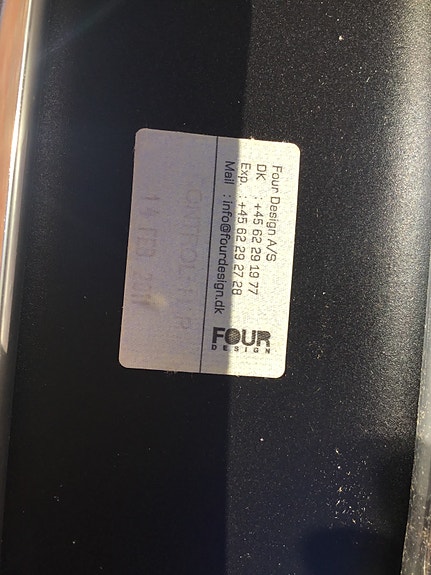 Four Design A/S
DK : +45 62 29 19 77
Exp. : +45 62 29 27 28
Mail : info@fourdesign.dk
FOUR
DESIGN